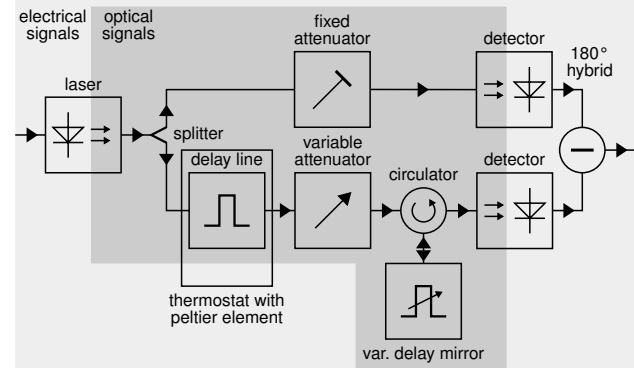 electrical
signals
optical
signals
fixed
attenuator
detector
180°
hybrid
laser
splitter
delay line
variable
attenuator
circulator
detector
thermostat with
peltier element
var. delay mirror